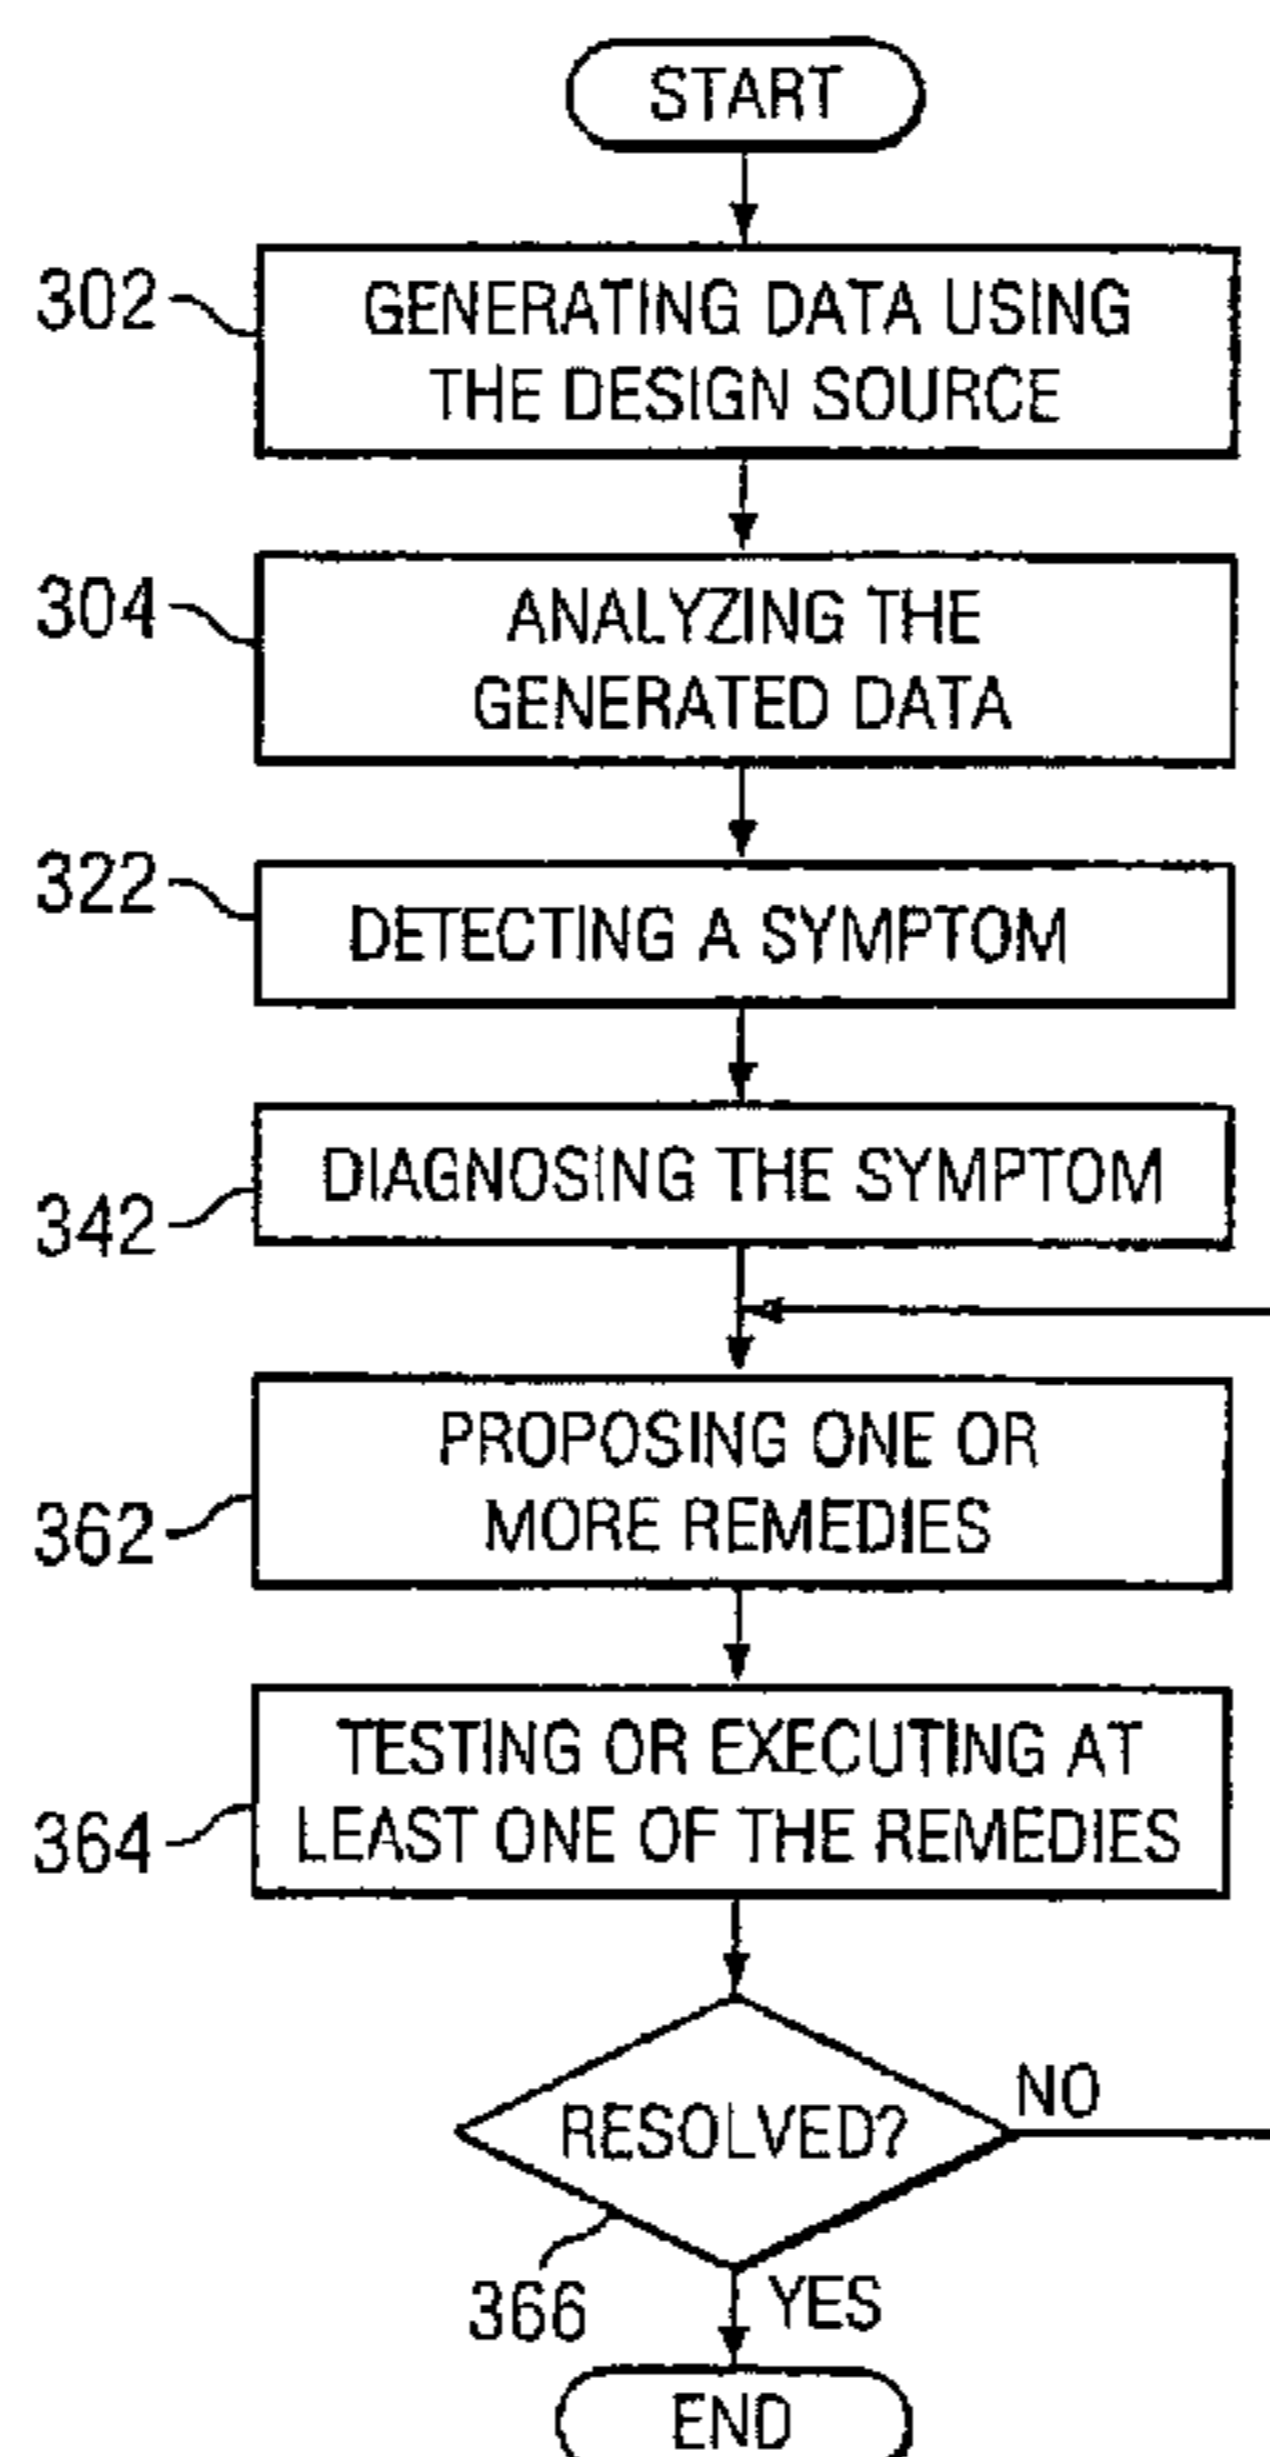 START
302
GENERATING DATA USING
THE DESIGN SOURCE
304
ANALYZING THE
GENERATED DATA
322
DETECTING A SYMPTOM
342
DIAGNOSING THE SYMPTOM
362
PROPOSING ONE OR
MORE REMEDIES
364
TESTING OR EXECUTING AT
LEAST ONE OF THE REMEDIES
RESOLVED?
NO
366
YES
END